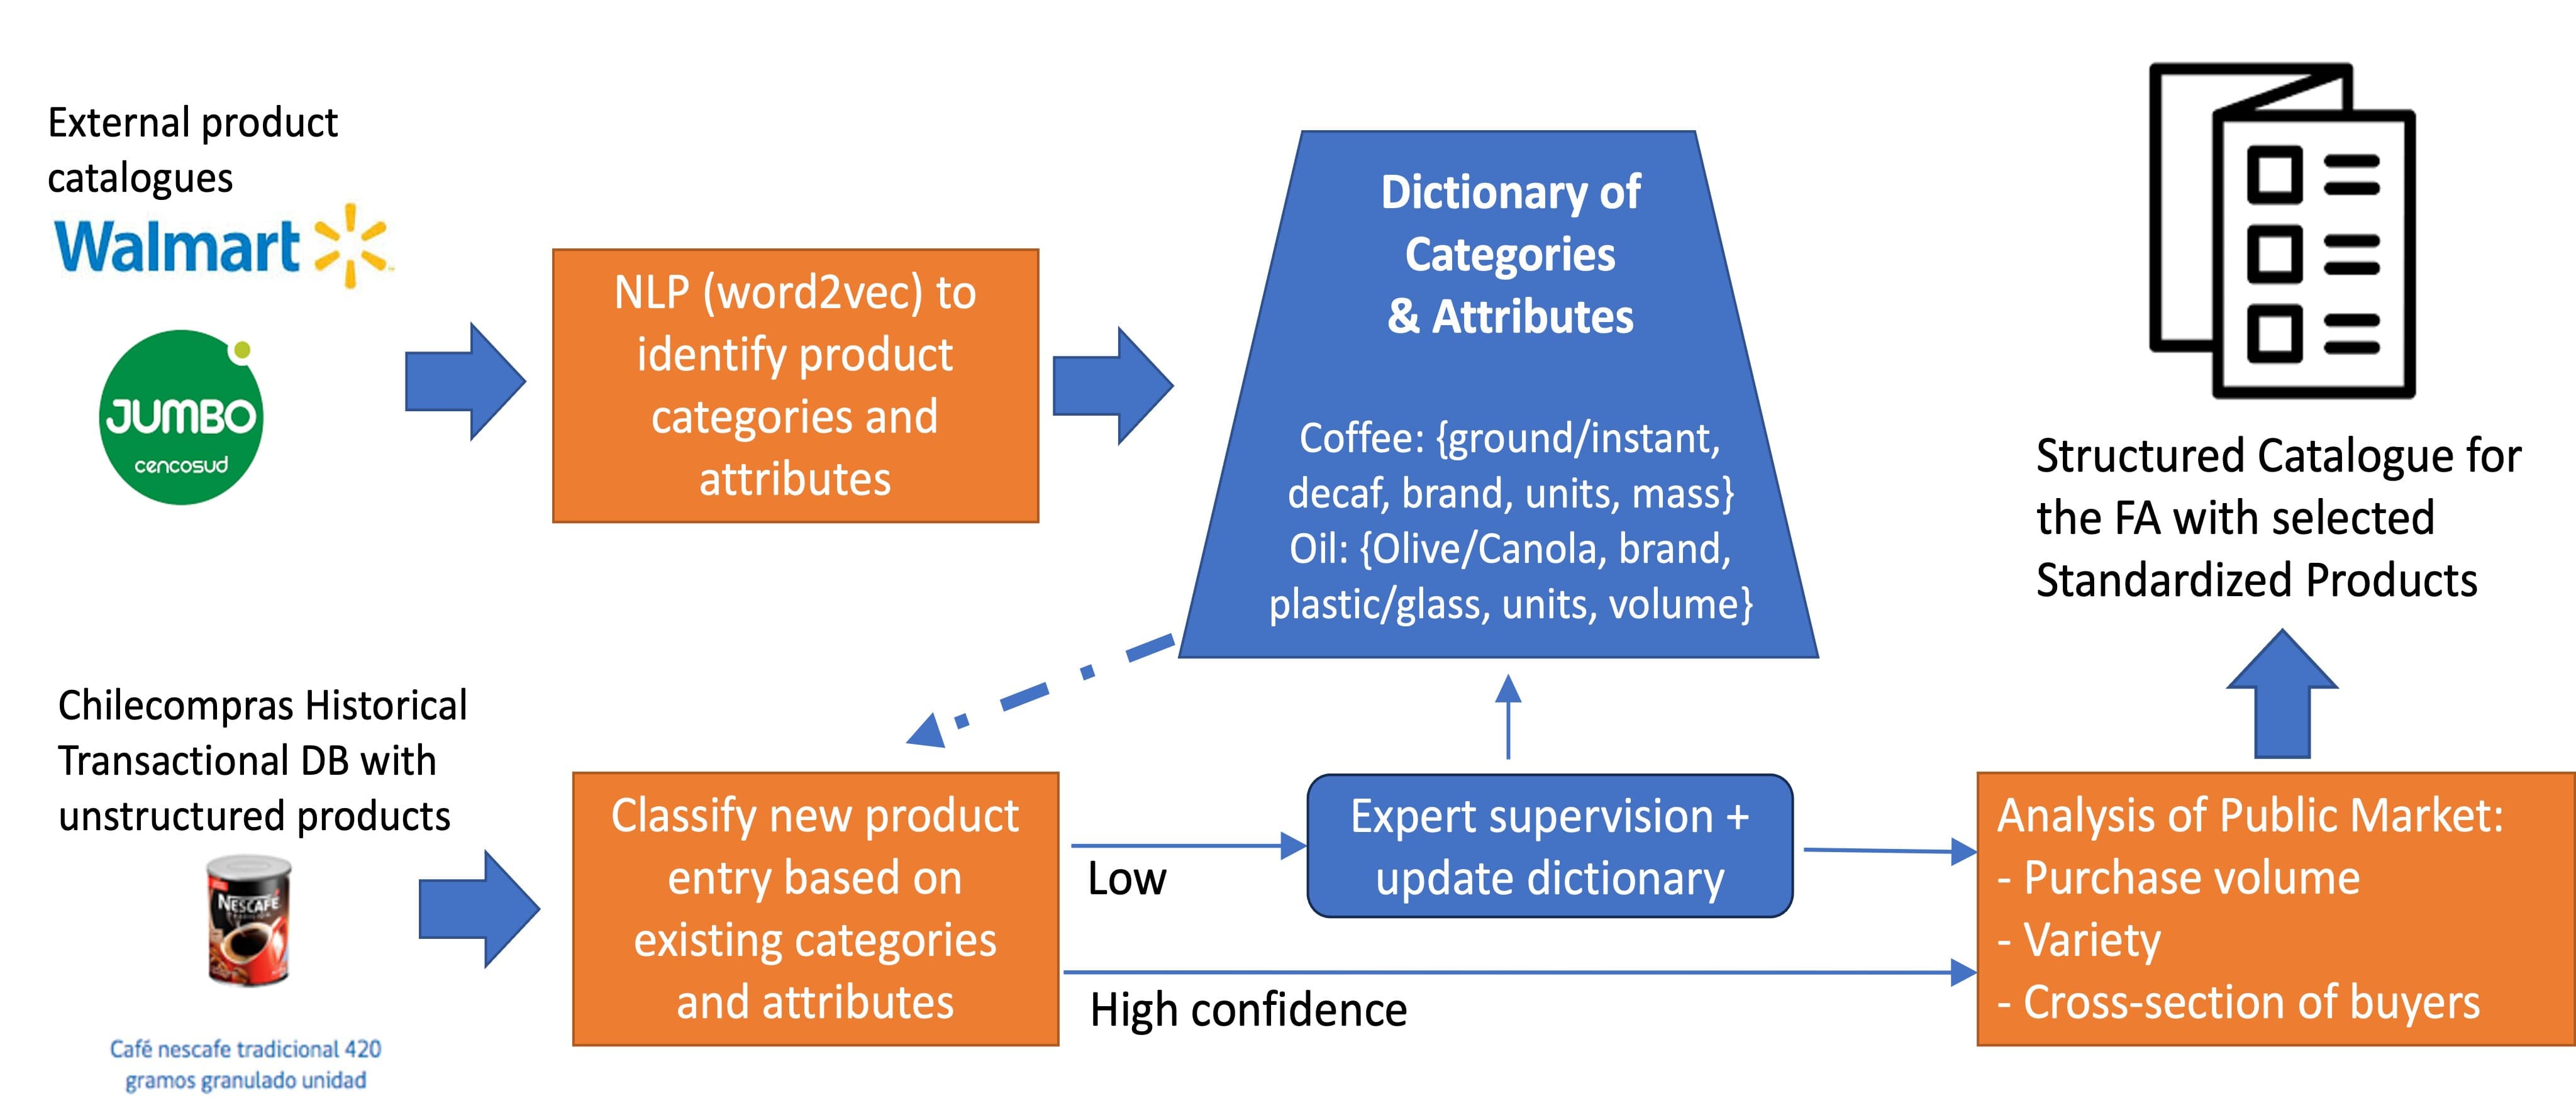 External product
catalogues
Walmart
JUMBO
cencosud
NLP (word2vec) to
identify product
categories and
attributes
Dictionary of
Categories
& Attributes
Coffee: {ground/instant,
decaf, brand, units, mass}
Oil: {Olive/Canola, brand,
plastic/glass, units, volume}
Structured Catalogue for
the FA with selected
Standardized Products
Chilecompras Historical
Transactional DB with
unstructured products
NESCAFÉ
Café nescafe tradicional 420
gramos granulado unidad
Classify new product
entry based on
existing categories
and attributes
Low
High confidence
Expert supervision +
update dictionary
Analysis of Public Market:
- Purchase volume
- Variety
- Cross-section of buyers